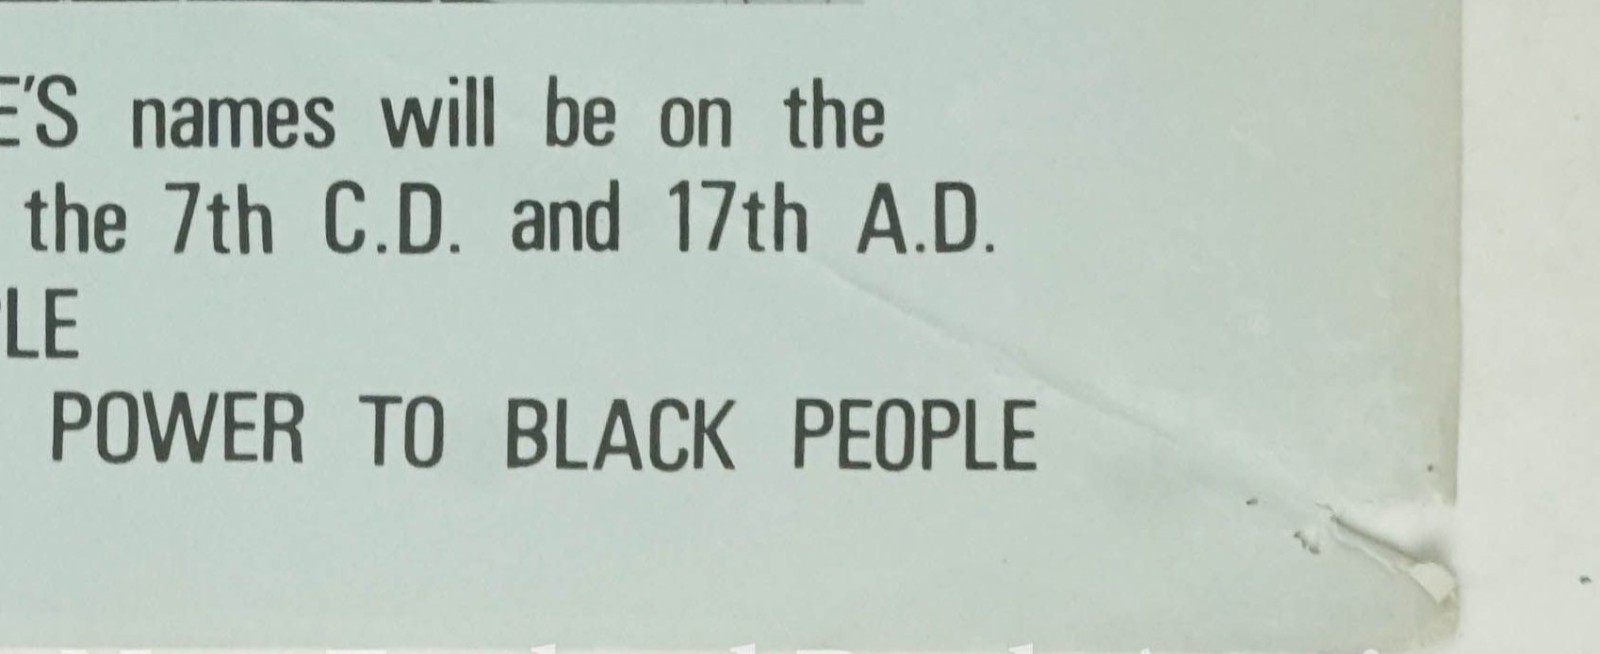 E'S names will be on the
the 7th C.D. and 17th A.D.
LE
POWER TO BLACK PEOPLE